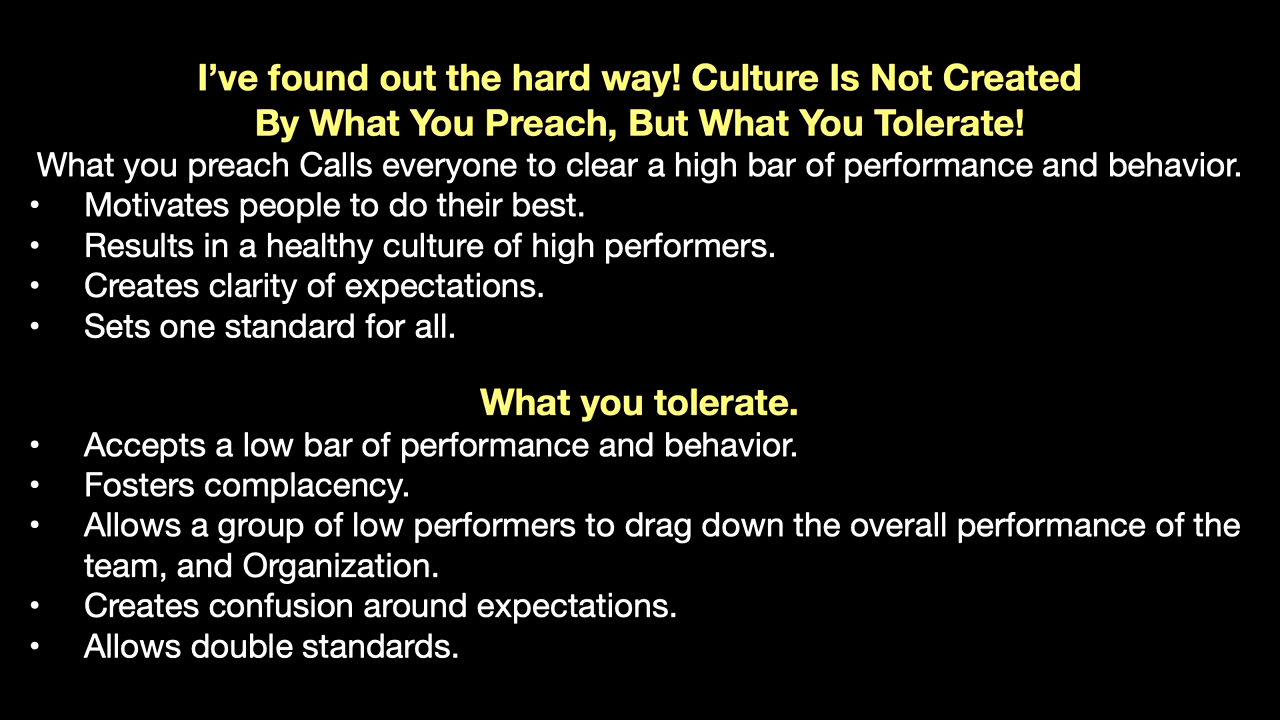 I’ve found out the hard way! Culture Is Not Created
By What You Preach, But What You Tolerate!
What you preach Calls everyone to clear a high bar of performance and behavior.
• Motivates people to do their best.
• Results in a healthy culture of high performers.
• Creates clarity of expectations.
• Sets one standard for all.
What you tolerate.
• Accepts a low bar of performance and behavior.
• Fosters complacency.
• Allows a group of low performers to drag down the overall performance of the
team, and Organization.
• Creates confusion around expectations.
• Allows double standards.